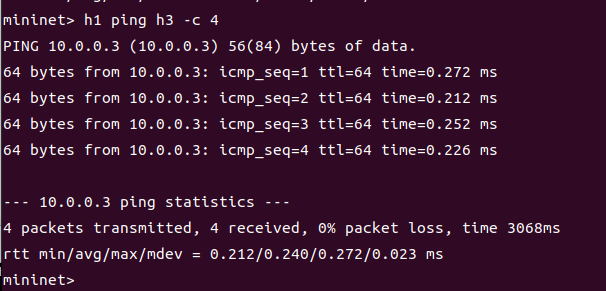 mininet> h1 ping h3 -c 4
PING 10.0.0.3 (10.0.0.3) 56(84) bytes of data.
64 bytes from 10.0.0.3: icmp_seq=1 ttl=64 time=0.272 ms
64 bytes from 10.0.0.3: icmp_seq=2 ttl=64 time=0.212 ms
64 bytes from 10.0.0.3: icmp_seq=3 ttl=64 time=0.252 ms
64 bytes from 10.0.0.3: icmp_seq=4 ttl=64 time=0.226 ms
--- 10.0.0.3 ping statistics ---
4 packets transmitted, 4 received, 0% packet loss, time 3068ms
rtt min/avg/max/mdev = 0.212/0.240/0.272/0.023 ms
mininet>